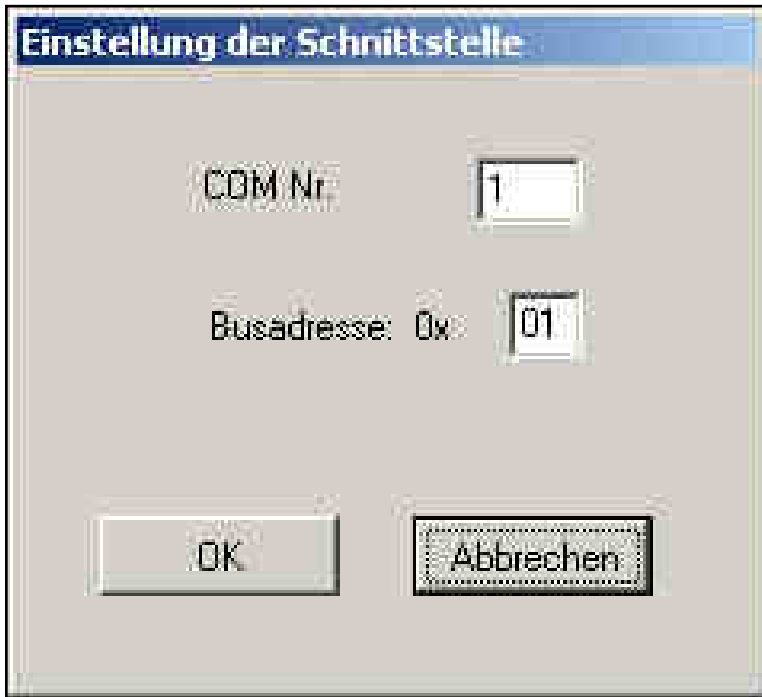 Einstellung der Schnittstelle
COM Nr. 1
Busadresse: 0x 01
OK Abbrechen